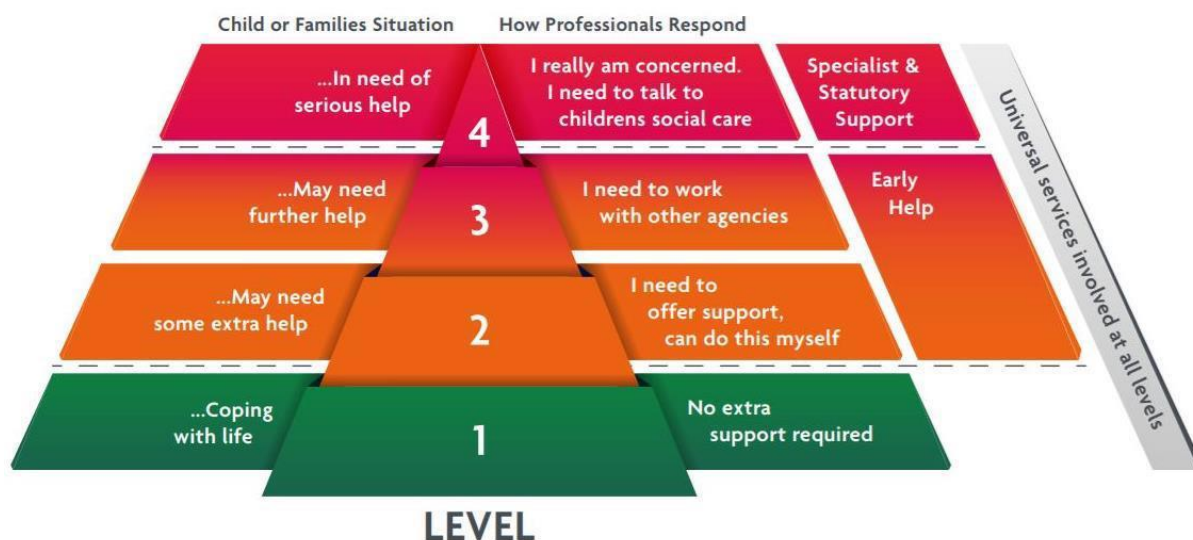 Child or Families Situation
How Professionals Respond
...In need of
serious help
4
I really am concerned.
I need to talk to
childrens social care
Specialist &
Statutory
Support
...May need
further help
3
I need to work
with other agencies
Early
Help
...May need
some extra help
2
I need to
offer support,
can do this myself
...Coping
with life
1
No extra
support required
Universal services involved at all levels
LEVEL